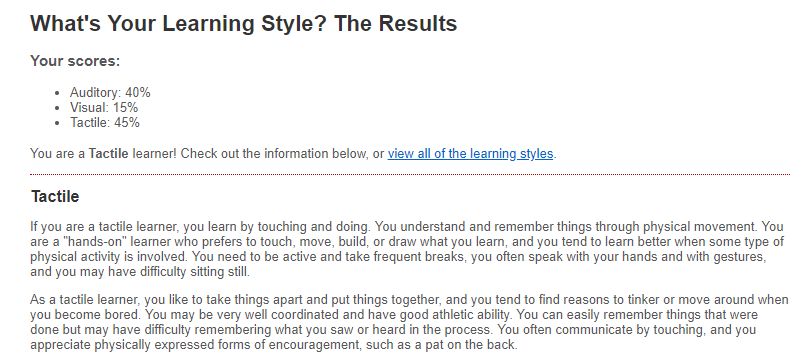 What's Your Learning Style? The Results
Your scores:
• Auditory: 40%
• Visual: 15%
• Tactile: 45%
You are a Tactile learner! Check out the information below, or view all of the learning styles.
Tactile
If you are a tactile learner, you learn by touching and doing. You understand and remember things through physical movement. You
are a "hands-on" learner who prefers to touch, move, build, or draw what you learn, and you tend to learn better when some type of
physical activity is involved. You need to be active and take frequent breaks, you often speak with your hands and with gestures,
and you may have difficulty sitting still.
As a tactile learner, you like to take things apart and put things together, and you tend to find reasons to tinker or move around when
you become bored. You may be very well coordinated and have good athletic ability. You can easily remember things that were
done but may have difficulty remembering what you saw or heard in the process. You often communicate by touching, and you
appreciate physically expressed forms of encouragement, such as a pat on the back.